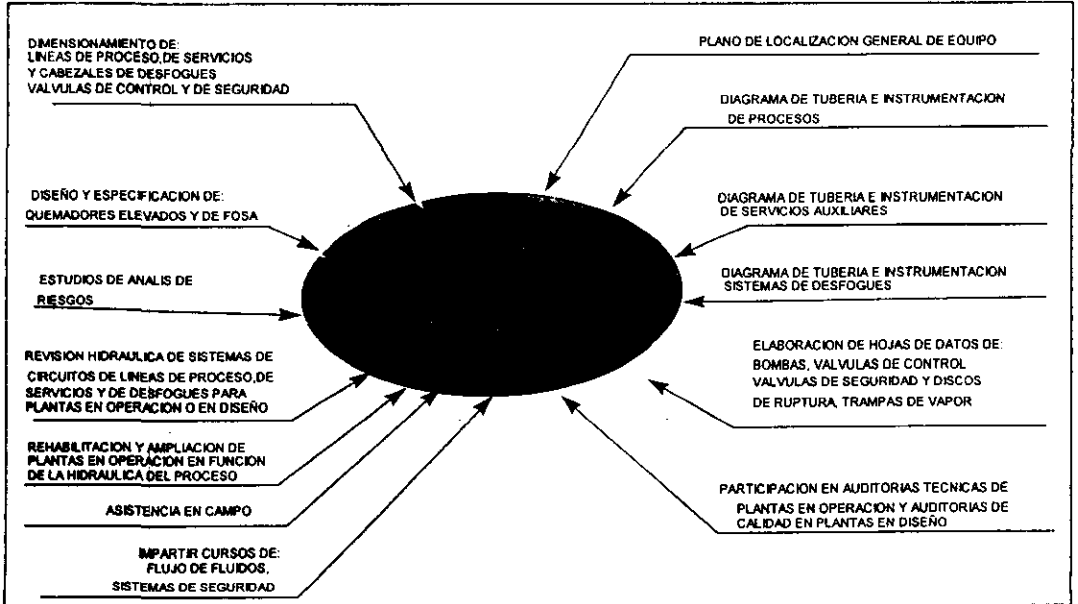 DIMENSIONAMIENTO DE:
LINEAS DE PROCESO,DE SERVICIOS
Y CABEZALES DE DESFOGUES
VALVULAS DE CONTROL Y DE SEGURIDAD
DISEÑO Y ESPECIFICACION DE:
QUEMADORES ELEVADOS Y DE FOSA
ESTUDIOS DE ANALIS DE
RIESGOS
REVISION HIDRAULICA DE SISTEMAS DE
CIRCUITOS DE LINEAS DE PROCESO,DE
SERVICIOS Y DE DESFOGUES PARA
PLANTAS EN OPERACION O EN DISEÑO
REHABILITACION Y AMPLIACION DE
PLANTAS EN OPERACION EN FUNCION
DE LA HIDRAULICA DEL PROCESO
ASISTENCIA EN CAMPO
IMPARTIR CURSOS DE:
FLUJO DE FLUIDOS,
SISTEMAS DE SEGURIDAD
PLANO DE LOCALIZACION GENERAL DE EQUIPO
DIAGRAMA DE TUBERIA E INSTRUMENTACION
DE PROCESOS
DIAGRAMA DE TUBERIA E INSTRUMENTACION
DE SERVICIOS AUXILIARES
DIAGRAMA DE TUBERIA E INSTRUMENTACION
SISTEMAS DE DESFOGUES
ELABORACION DE HOJAS DE DATOS DE:
BOMBAS, VALVULAS DE CONTROL
VALVULAS DE SEGURIDAD Y DISCOS
DE RUPTURA, TRAMPAS DE VAPOR
PARTICIPACION EN AUDITORIAS TECNICAS DE
PLANTAS EN OPERACION Y AUDITORIAS DE
CALIDAD EN PLANTAS EN DISEÑO